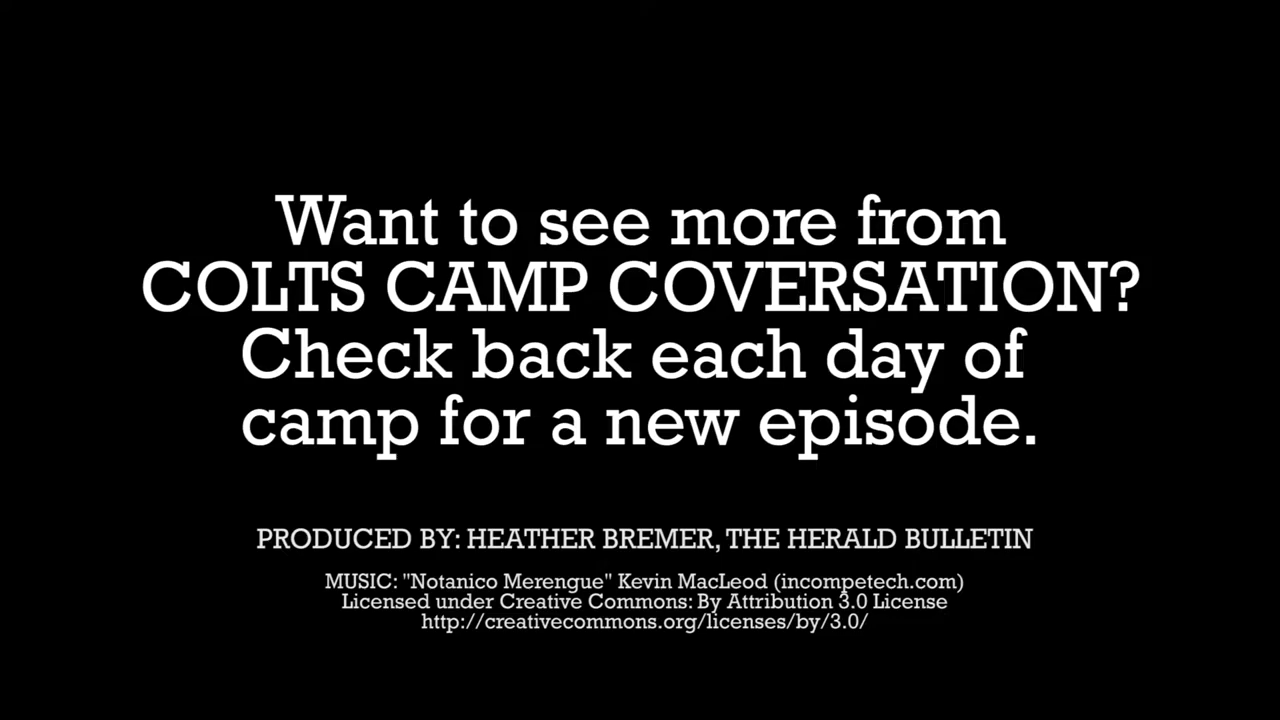 Want to see more from
COLTS CAMP COVERSATION?
Check back each day of
camp for a new episode.
PRODUCED BY: HEATHER BREMER, THE HERALD BULLETIN
MUSIC: "Notanico Merengue" Kevin MacLeod (incompetech.com)
Licensed under Creative Commons: By Attribution 3.0 License
http://creativecommons.org/licenses/by/3.0/